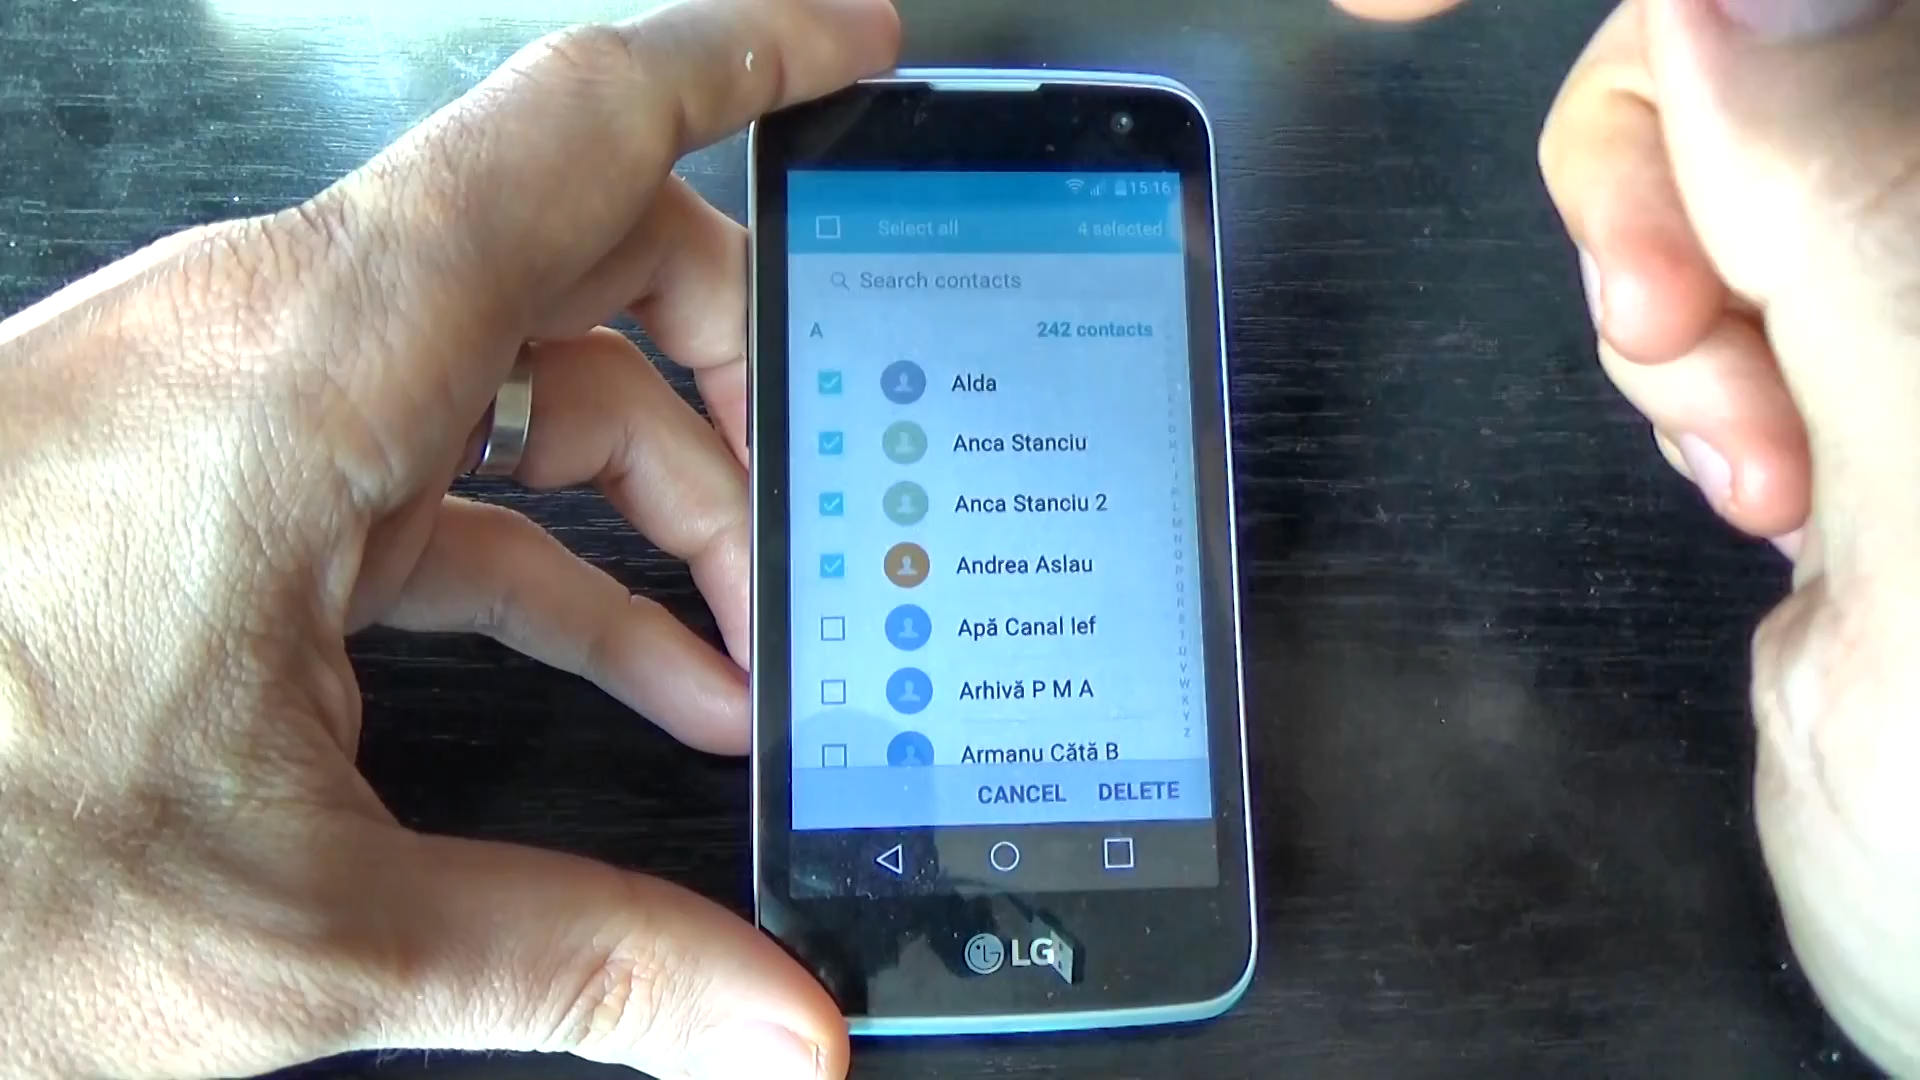 15:16
Select all 4 selected
Search contacts
A 242 contacts
Alda
Anca Stanciu
Anca Stanciu 2
Andrea Aslau
Apă Canal Ief
Arhivă P M A
Armanu Cătă B
CANCEL DELETE
LG